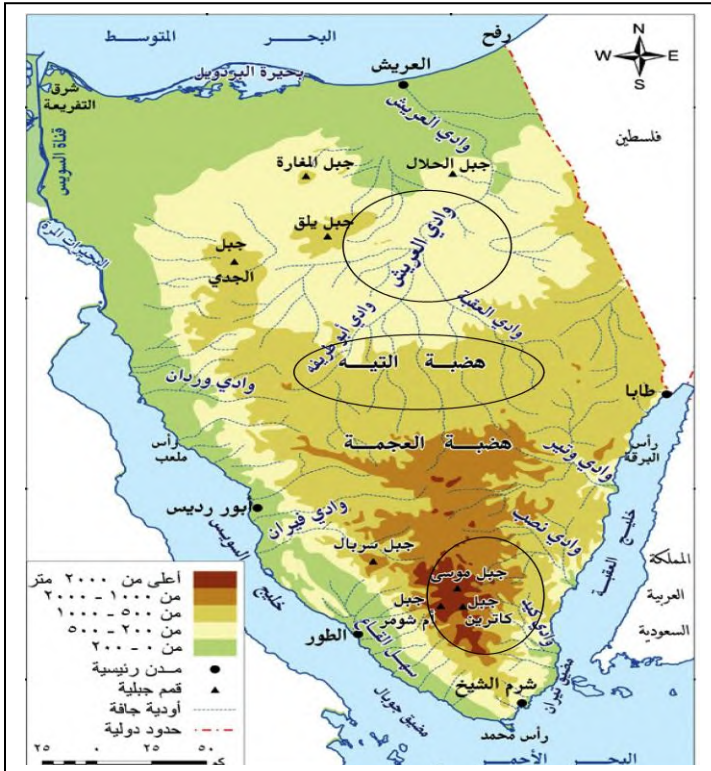 البحر المتوسط
رفح
N
W E
S
بحيرة البردويل
العريش
شرق
التفريعة
قناة السويس
وادي العريش
فلسطين
جبل المغارة
جبل الحلال
جبل يلق
وادي العريش
جبل
الجدي
البحيرات المرة
وادي العقبة
وادي أبو طريفه
هضبة التيه
وادي وردان
طابا
رأس
ملعب
هضبة العجمة
رأس
البرقة
وادي وتير
أبور رديس
وادي فيران
وادي نصب
خليج السويس
خليج العقبة
جبل سربال
المملكة
العربية
السعودية
جبل موسى
جبل
أم شومر
جبل
كاترين
وادي كيد
الطور
سهل القاع
مضيق تيران
شرم الشيخ
مضيق جوبال
رأس محمد
البحر الأحمر
أعلى من ٢٠٠٠ متر
من ١٠٠٠ - ٢٠٠٠
من ٥٠٠ - ١٠٠٠
من ٢٠٠ - ٥٠٠
من ٠ - ٢٠٠
مدن رئيسية
قمم جبلية
أودية جافة
حدود دولية
٢٥ ٠ ٥٠
كم